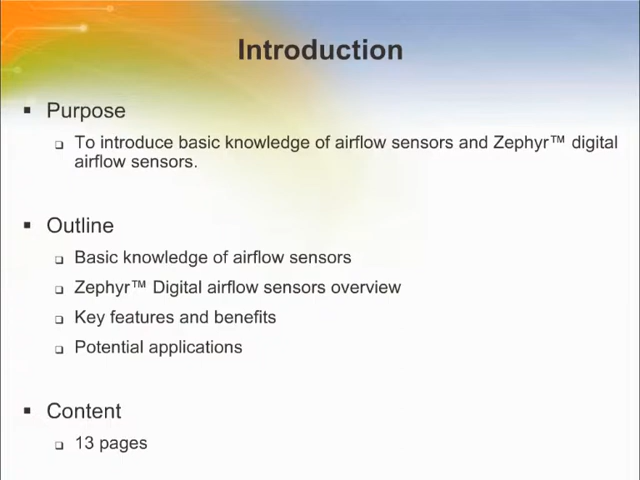 Introduction
Purpose
To introduce basic knowledge of airflow sensors and Zephyr™ digital
airflow sensors.
Outline
Basic knowledge of airflow sensors
Zephyr™ Digital airflow sensors overview
Key features and benefits
Potential applications
Content
13 pages